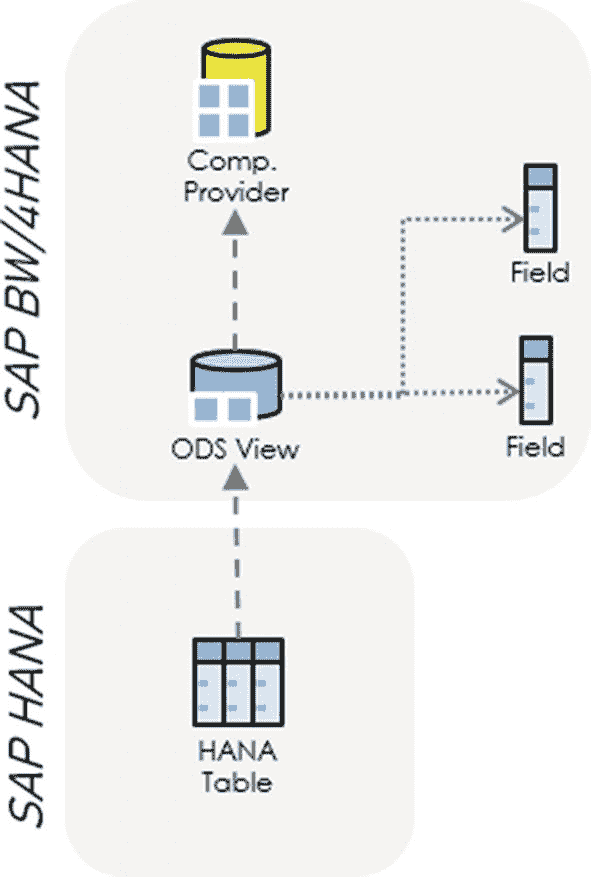 SAP BW/4HANA
Comp.
Provider
Field
ODS View
Field
SAP HANA
HANA
Table